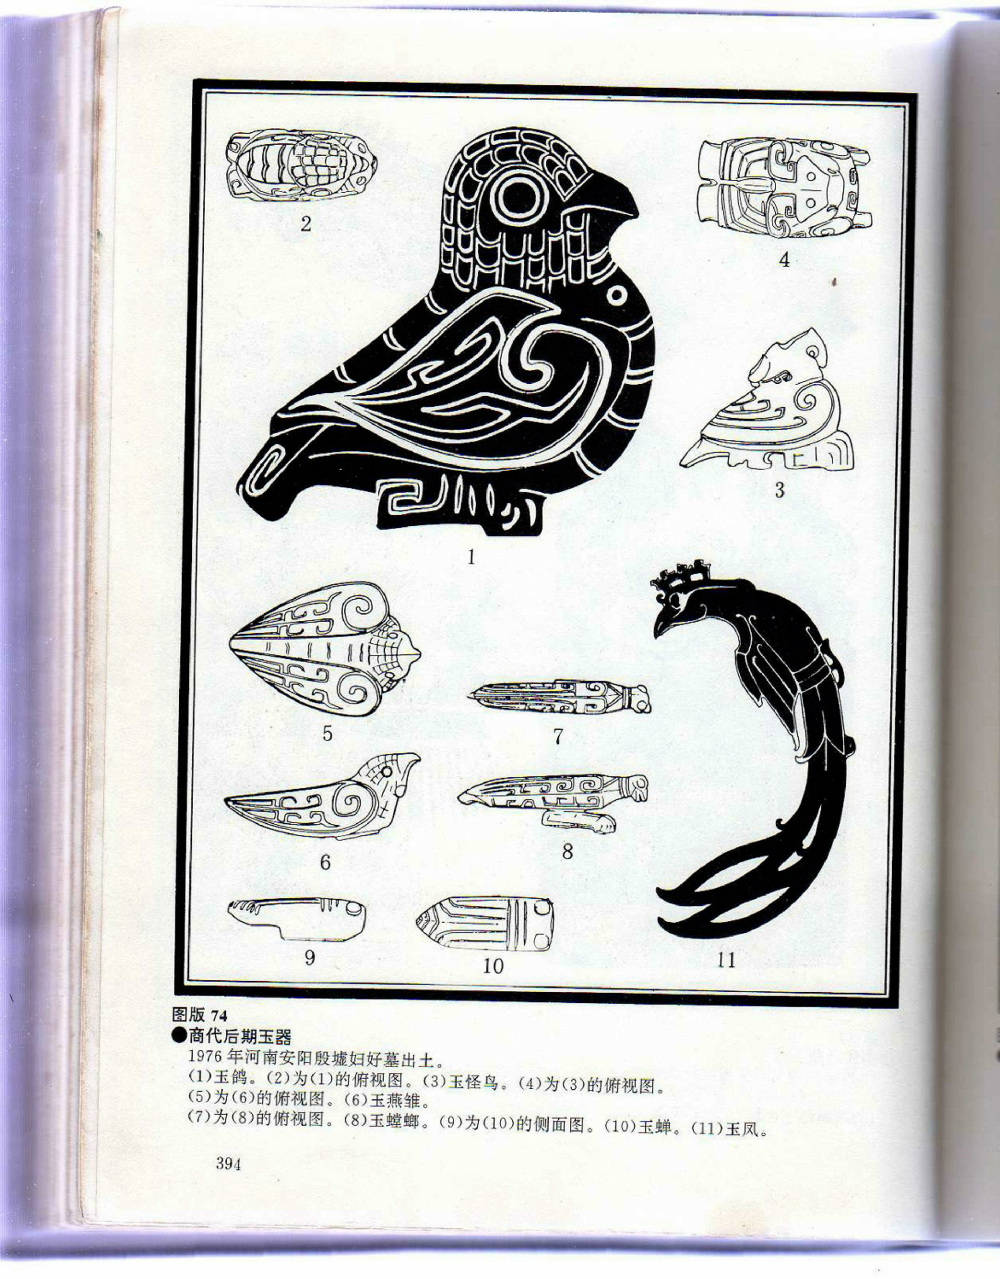 2
4
3
1
5
7
6
8
9
10
11
图版 74
●商代后期玉器
1976年河南安阳殷墟妇好墓出土。
(1)玉鸽。(2)为(1)的俯视图。(3)玉怪鸟。(4)为(3)的俯视图。
(5)为(6)的俯视图。(6)玉燕雏。
(7)为(8)的俯视图。(8)玉螳螂。(9)为(10)的侧面图。(10)玉蝉。(11)玉凤。
394